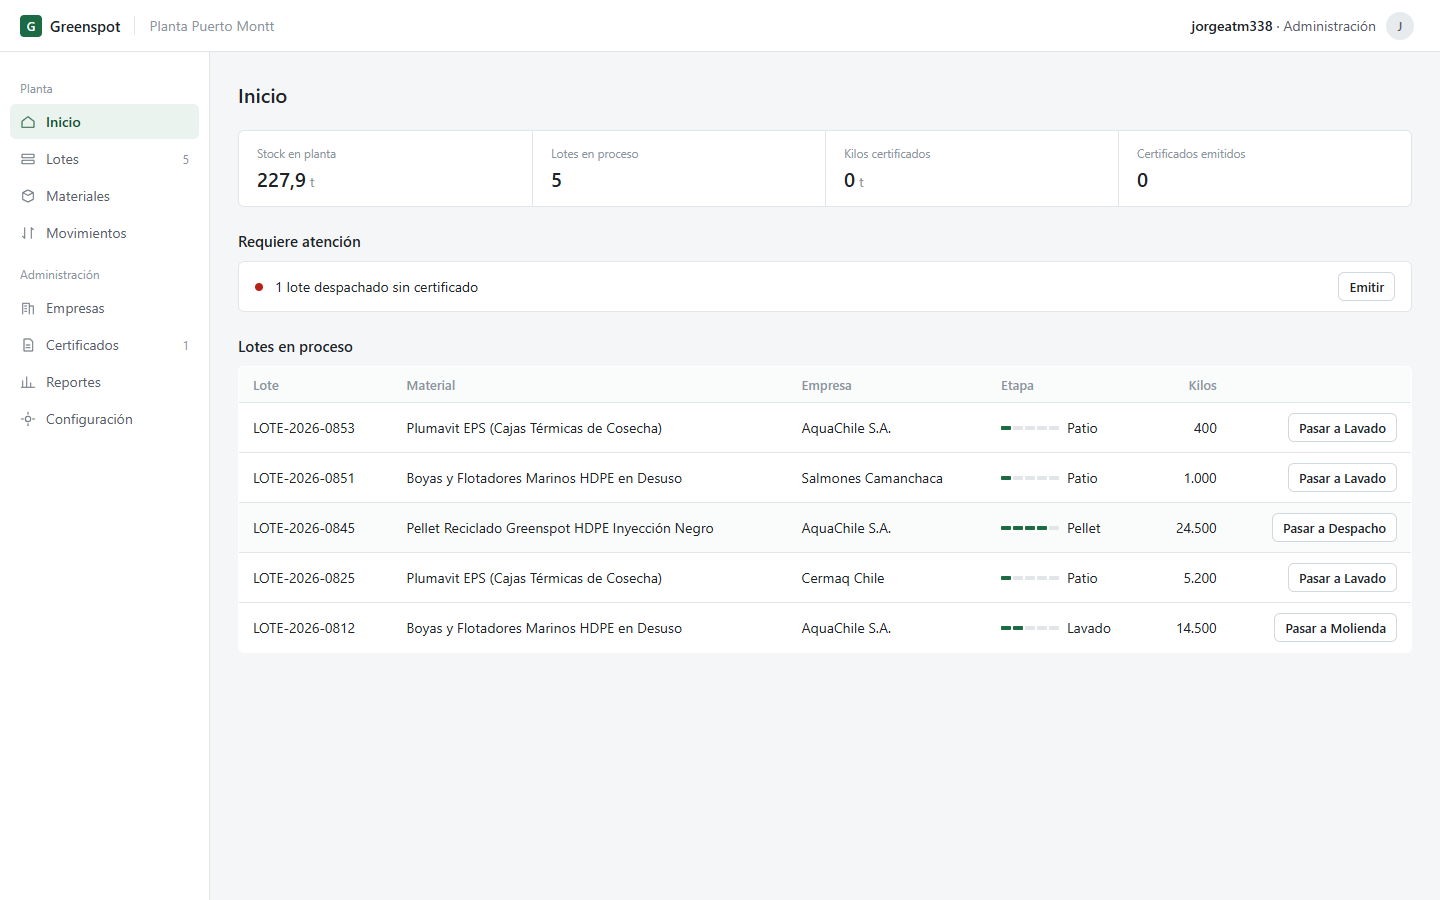 G Greenspot Planta Puerto Montt jorgeatm338 · Administración J
Planta
Inicio
Lotes 5
Materiales
Movimientos
Administración
Empresas
Certificados 1
Reportes
Configuración
Inicio
Stock en planta
227,9 t
Lotes en proceso
5
Kilos certificados
0 t
Certificados emitidos
0
Requiere atención
1 lote despachado sin certificado Emitir
Lotes en proceso
Lote Material Empresa Etapa Kilos
LOTE-2026-0853 Plumavit EPS (Cajas Térmicas de Cosecha) AquaChile S.A. Patio 400 Pasar a Lavado
LOTE-2026-0851 Boyas y Flotadores Marinos HDPE en Desuso Salmones Camanchaca Patio 1.000 Pasar a Lavado
LOTE-2026-0845 Pellet Reciclado Greenspot HDPE Inyección Negro AquaChile S.A. Pellet 24.500 Pasar a Despacho
LOTE-2026-0825 Plumavit EPS (Cajas Térmicas de Cosecha) Cermaq Chile Patio 5.200 Pasar a Lavado
LOTE-2026-0812 Boyas y Flotadores Marinos HDPE en Desuso AquaChile S.A. Lavado 14.500 Pasar a Molienda